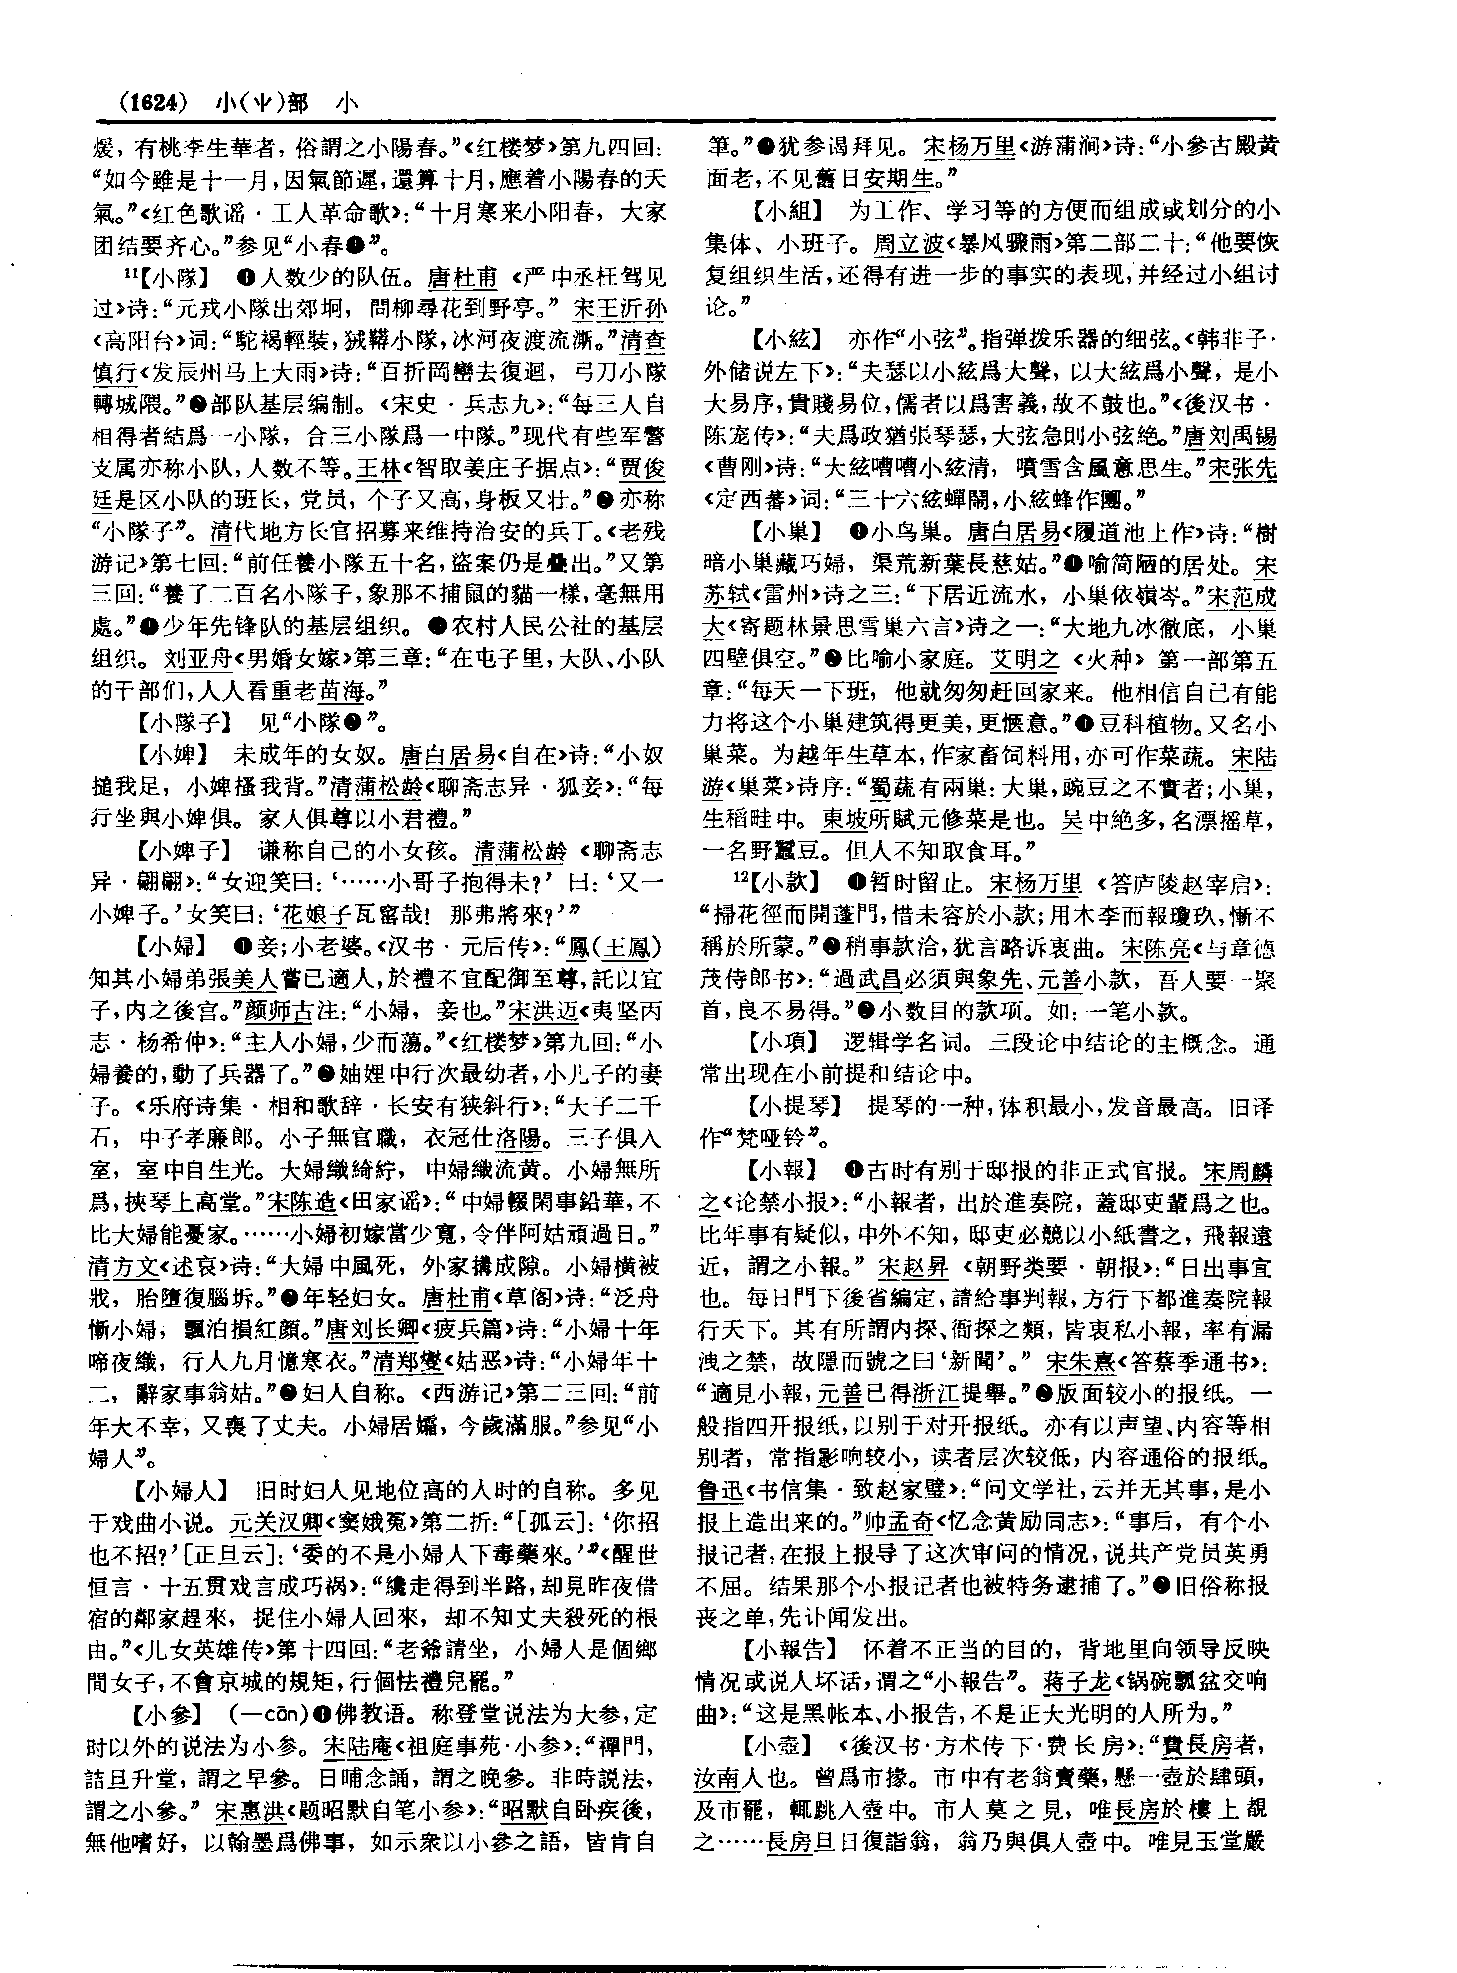 (1624)　小(⺌)部　小
煖，有桃李生華者，俗謂之小陽春。”《红楼梦》第九四回：
“如今雖是十一月，因氣節遲，還算十月，應着小陽春的天
氣。”《红色歌谣·工人革命歌》：“十月寒来小阳春，大家
团结要齐心。”参见“小春❶”。
¹¹【小隊】　❶人数少的队伍。唐杜甫《严中丞枉驾见
过》诗：“元戎小隊出郊坰，問柳尋花到野亭。”宋王沂孙
《高阳台》词：“駝褐輕裝，狨韉小隊，冰河夜渡流澌。”清查
慎行《发辰州马上大雨》诗：“百折岡巒去復迴，弓刀小隊
轉城隈。”❷部队基层编制。《宋史·兵志九》：“每三人自
相得者結爲一小隊，合三小隊爲一中隊。”现代有些军警
支属亦称小队，人数不等。王林《智取姜庄子据点》：“贾俊
廷是区小队的班长，党员，个子又高，身板又壮。”❸亦称
“小隊子”。清代地方长官招募来维持治安的兵丁。《老残
游记》第七回：“前任養小隊五十名，盜案仍是疊出。”又第
三回：“養了二百名小隊子，象那不捕鼠的貓一樣，毫無用
處。”❹少年先锋队的基层组织。❺农村人民公社的基层
组织。刘亚舟《男婚女嫁》第三章：“在屯子里，大队、小队
的干部们，人人看重老苗海。”
【小隊子】　见“小隊❸”。
【小婢】　未成年的女奴。唐白居易《自在》诗：“小奴
搥我足，小婢搔我背。”清蒲松龄《聊斋志异·狐妾》：“每
行坐與小婢俱。家人俱尊以小君禮。”
【小婢子】　谦称自己的小女孩。清蒲松龄《聊斋志
异·翩翩》：“女迎笑曰：‘……小哥子抱得未？’曰：‘又一
小婢子。’女笑曰：‘花娘子瓦窰哉！那弗將來？’”
【小婦】　❶妾；小老婆。《汉书·元后传》：“鳳(王鳳)
知其小婦弟張美人嘗已適人，於禮不宜配御至尊，託以宜
子，内之後宫。”颜师古注：“小婦，妾也。”宋洪迈《夷坚丙
志·杨希仲》：“主人小婦，少而蕩。”《红楼梦》第九回：“小
婦養的，動了兵器了。”❷妯娌中行次最幼者，小儿子的妻
子。《乐府诗集·相和歌辞·长安有狭斜行》：“大子二千
石，中子孝廉郎。小子無官職，衣冠仕洛陽。三子俱入
室，室中自生光。大婦織綺紵，中婦織流黄。小婦無所
爲，挾琴上高堂。”宋陈造《田家谣》：“中婦輟閑事鉛華，不
比大婦能憂家。……小婦初嫁當少寬，令伴阿姑頑過日。”
清方文《述哀》诗：“大婦中風死，外家搆成隙。小婦横被
戕，胎墮復腦坼。”❸年轻妇女。唐杜甫《草阁》诗：“泛舟
慚小婦，飄泊損紅顔。”唐刘长卿《疲兵篇》诗：“小婦十年
啼夜織，行人九月憶寒衣。”清郑燮《姑恶》诗：“小婦年十
二，辭家事翁姑。”❹妇人自称。《西游记》第二三回：“前
年大不幸，又喪了丈夫。小婦居孀，今歲滿服。”参见“小
婦人”。
【小婦人】　旧时妇人见地位高的人时的自称。多见
于戏曲小说。元关汉卿《窦娥冤》第二折：“［孤云］：‘你招
也不招？’［正旦云］：‘委的不是小婦人下毒藥來。’”《醒世
恒言·十五贯戏言成巧祸》：“纔走得到半路，却見昨夜借
宿的鄰家趕來，捉住小婦人回來，却不知丈夫殺死的根
由。”《儿女英雄传》第十四回：“老爺請坐，小婦人是個鄉
間女子，不會京城的規矩，行個怯禮兒罷。”
【小參】　(—cān)❶佛教语。称登堂说法为大参，定
时以外的说法为小参。宋陆庵《祖庭事苑·小参》：“禪門，
詰旦升堂，謂之早參。日晡念誦，謂之晚參。非時説法，
謂之小參。”宋惠洪《题昭默自笔小参》：“昭默自卧疾後，
無他嗜好，以翰墨爲佛事，如示衆以小參之語，皆肯自
筆。”❷犹参谒拜见。宋杨万里《游蒲涧》诗：“小參古殿黄
面老，不见舊日安期生。”
【小組】　为工作、学习等的方便而组成或划分的小
集体、小班子。周立波《暴风骤雨》第二部二十：“他要恢
复组织生活，还得有进一步的事实的表现，并经过小组讨
论。”
【小絃】　亦作“小弦”。指弹拨乐器的细弦。《韩非子·
外储说左下》：“夫瑟以小絃爲大聲，以大絃爲小聲，是小
大易序，貴賤易位，儒者以爲害義，故不鼓也。”《後汉书·
陈宠传》：“夫爲政猶張琴瑟，大弦急則小弦绝。”唐刘禹锡
《曹刚》诗：“大絃嘈嘈小絃清，噴雪含風意思生。”宋张先
《定西蕃》词：“三十六絃蟬鬧，小絃蜂作團。”
【小巢】　❶小鸟巢。唐白居易《履道池上作》诗：“樹
暗小巢藏巧婦，渠荒新葉長慈姑。”❷喻简陋的居处。宋
苏轼《雷州》诗之三：“下居近流水，小巢依嶺岑。”宋范成
大《寄题林景思雪巢六言》诗之一：“大地九冰徹底，小巢
四壁俱空。”❸比喻小家庭。艾明之《火种》第一部第五
章：“每天一下班，他就匆匆赶回家来。他相信自己有能
力将这个小巢建筑得更美，更惬意。”❹豆科植物。又名小
巢菜。为越年生草本，作家畜饲料用，亦可作菜蔬。宋陆
游《巢菜》诗序：“蜀蔬有兩巢：大巢，豌豆之不實者；小巢，
生稻畦中。東坡所賦元修菜是也。吴中絶多，名漂摇草，
一名野蠶豆。但人不知取食耳。”
¹²【小款】　❶暂时留止。宋杨万里《答庐陵赵宰启》：
“掃花徑而開蓬門，惜未容於小款；用木李而報瓊玖，慚不
稱於所蒙。”❷稍事款洽，犹言略诉衷曲。宋陈亮《与章德
茂侍郎书》：“過武昌必須與象先、元善小款，吾人要一聚
首，良不易得。”❸小数目的款项。如：一笔小款。
【小項】　逻辑学名词。三段论中结论的主概念。通
常出现在小前提和结论中。
【小提琴】　提琴的一种，体积最小，发音最高。旧译
作“梵哑铃”。
【小報】　❶古时有别于邸报的非正式官报。宋周麟
之《论禁小报》：“小報者，出於進奏院，蓋邸吏輩爲之也。
比年事有疑似，中外不知，邸吏必競以小紙書之，飛報遠
近，謂之小報。”宋赵昇《朝野类要·朝报》：“日出事宜
也。每日門下後省編定，請給事判報，方行下都進奏院報
行天下。其有所謂内探、衙探之類，皆衷私小報，率有漏
洩之禁，故隱而號之曰‘新聞’。”宋朱熹《答蔡季通书》：
“適見小報，元善已得浙江提舉。”❷版面较小的报纸。一
般指四开报纸，以别于对开报纸。亦有以声望、内容等相
别者，常指影响较小，读者层次较低，内容通俗的报纸。
鲁迅《书信集·致赵家璧》：“问文学社，云并无其事，是小
报上造出来的。”帅孟奇《忆念黄励同志》：“事后，有个小
报记者，在报上报导了这次审问的情况，说共产党员英勇
不屈。结果那个小报记者也被特务逮捕了。”❸旧俗称报
丧之单，先讣闻发出。
【小報告】　怀着不正当的目的，背地里向领导反映
情况或说人坏话，谓之“小報告”。蒋子龙《锅碗瓢盆交响
曲》：“这是黑帐本、小报告，不是正大光明的人所为。”
【小壺】　《後汉书·方术传下·费长房》：“費長房者，
汝南人也。曾爲市掾。市中有老翁賣藥，懸一壺於肆頭，
及市罷，輒跳入壺中。市人莫之見，唯長房於樓上覩
之……長房旦日復詣翁，翁乃與俱入壺中。唯見玉堂嚴